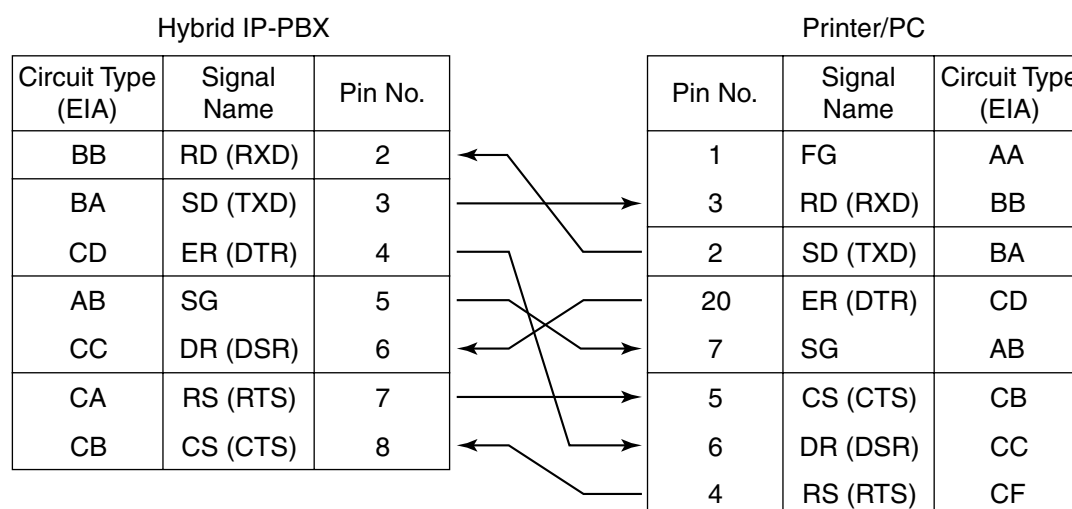 Hybrid IP-PBX
Circuit Type (EIA) Signal Name Pin No.
BB RD (RXD) 2
BA SD (TXD) 3
CD ER (DTR) 4
AB SG 5
CC DR (DSR) 6
CA RS (RTS) 7
CB CS (CTS) 8
Printer/PC
Pin No. Signal Name Circuit Type (EIA)
1 FG AA
3 RD (RXD) BB
2 SD (TXD) BA
20 ER (DTR) CD
7 SG AB
5 CS (CTS) CB
6 DR (DSR) CC
4 RS (RTS) CF